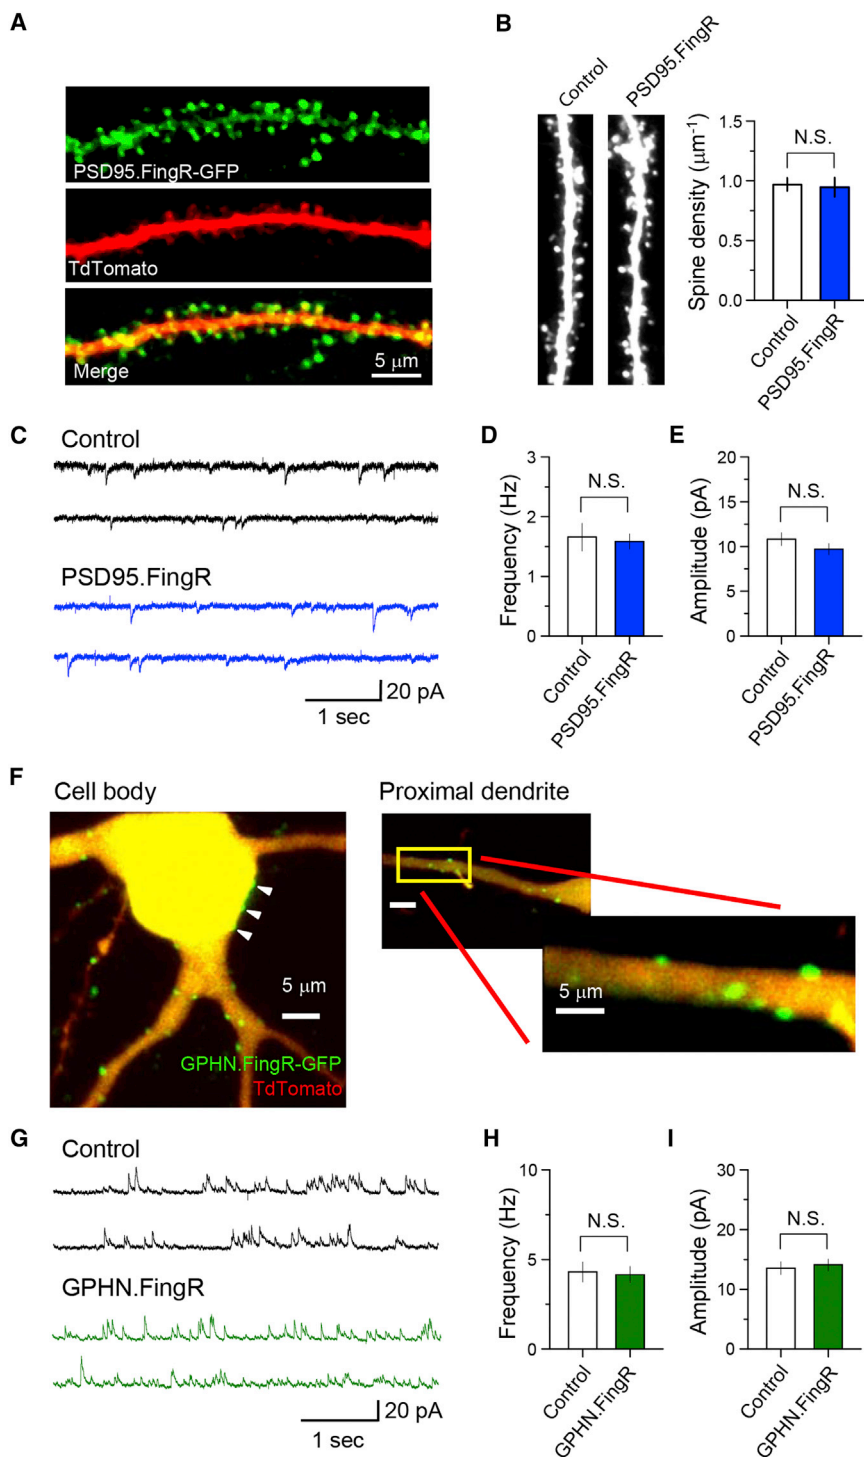 A
PSD95.FingR-GFP
TdTomato
Merge
5 μm
B
Control
PSD95.FingR
Spine density (μm⁻¹)
1.5
1.0
0.5
0.0
N.S.
Control
PSD95.FingR
C
Control
PSD95.FingR
20 pA
1 sec
D
Frequency (Hz)
3
2
1
0
N.S.
Control
PSD95.FingR
E
Amplitude (pA)
20
15
10
5
0
N.S.
Control
PSD95.FingR
F
Cell body
5 μm
GPHN.FingR-GFP
TdTomato
Proximal dendrite
5 μm
G
Control
GPHN.FingR
20 pA
1 sec
H
Frequency (Hz)
10
5
0
N.S.
Control
GPHN.FingR
I
Amplitude (pA)
30
20
15
10
0
N.S.
Control
GPHN.FingR